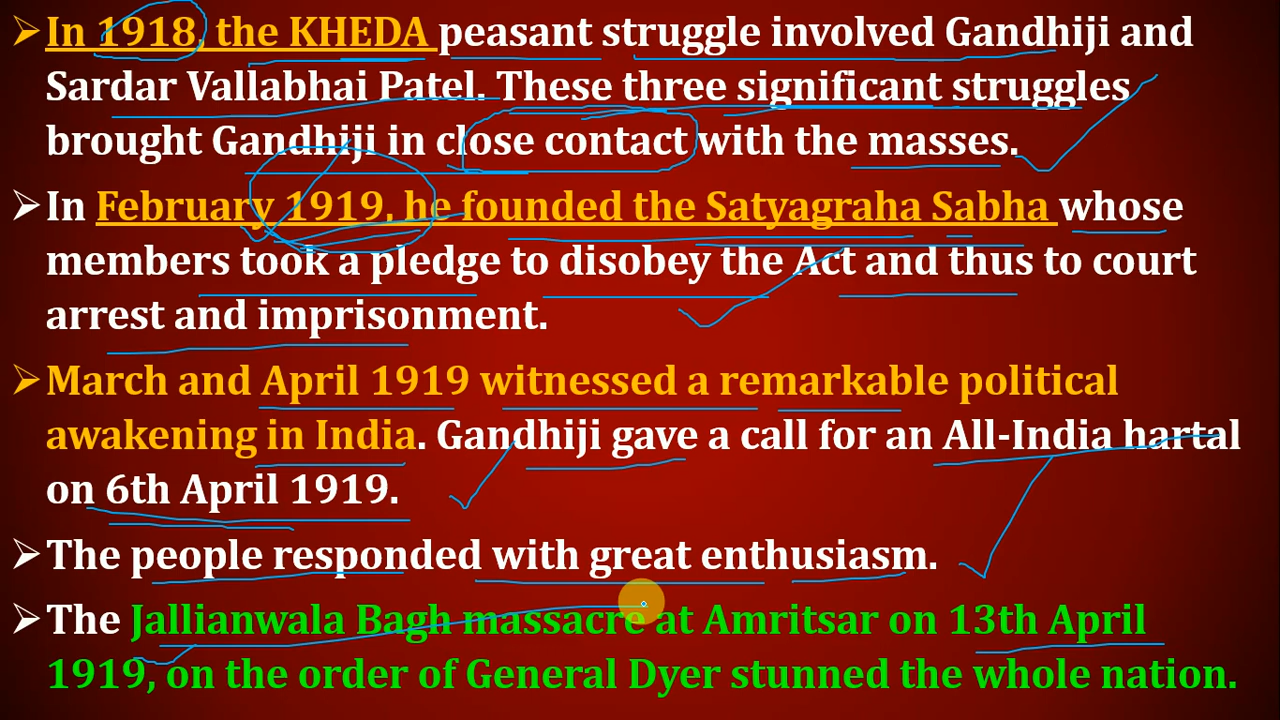 ➢In 1918, the KHEDA peasant struggle involved Gandhiji and
Sardar Vallabhai Patel. These three significant struggles
brought Gandhiji in close contact with the masses.
➢In February 1919, he founded the Satyagraha Sabha whose
members took a pledge to disobey the Act and thus to court
arrest and imprisonment.
➢March and April 1919 witnessed a remarkable political
awakening in India. Gandhiji gave a call for an All-India hartal
on 6th April 1919.
➢The people responded with great enthusiasm.
➢The Jallianwala Bagh massacre at Amritsar on 13th April
1919, on the order of General Dyer stunned the whole nation.